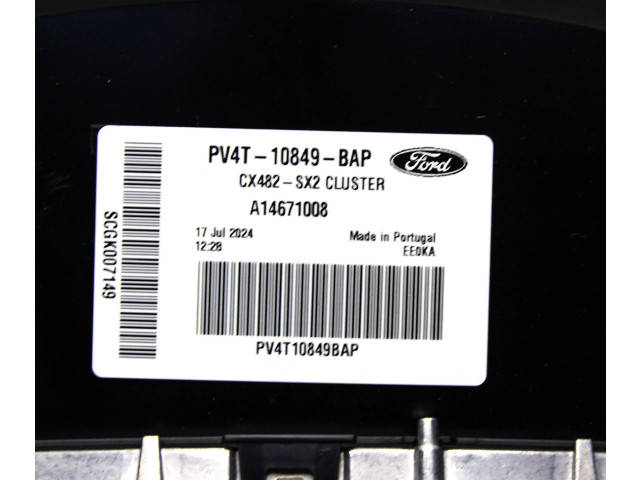 PV4T-10849-BAP Ford
CX482-SX2 CLUSTER
A14671008
17 Jul 2024 Made in Portugal
12:28 EE0KA
PV4T10849BAP
SCGK007149